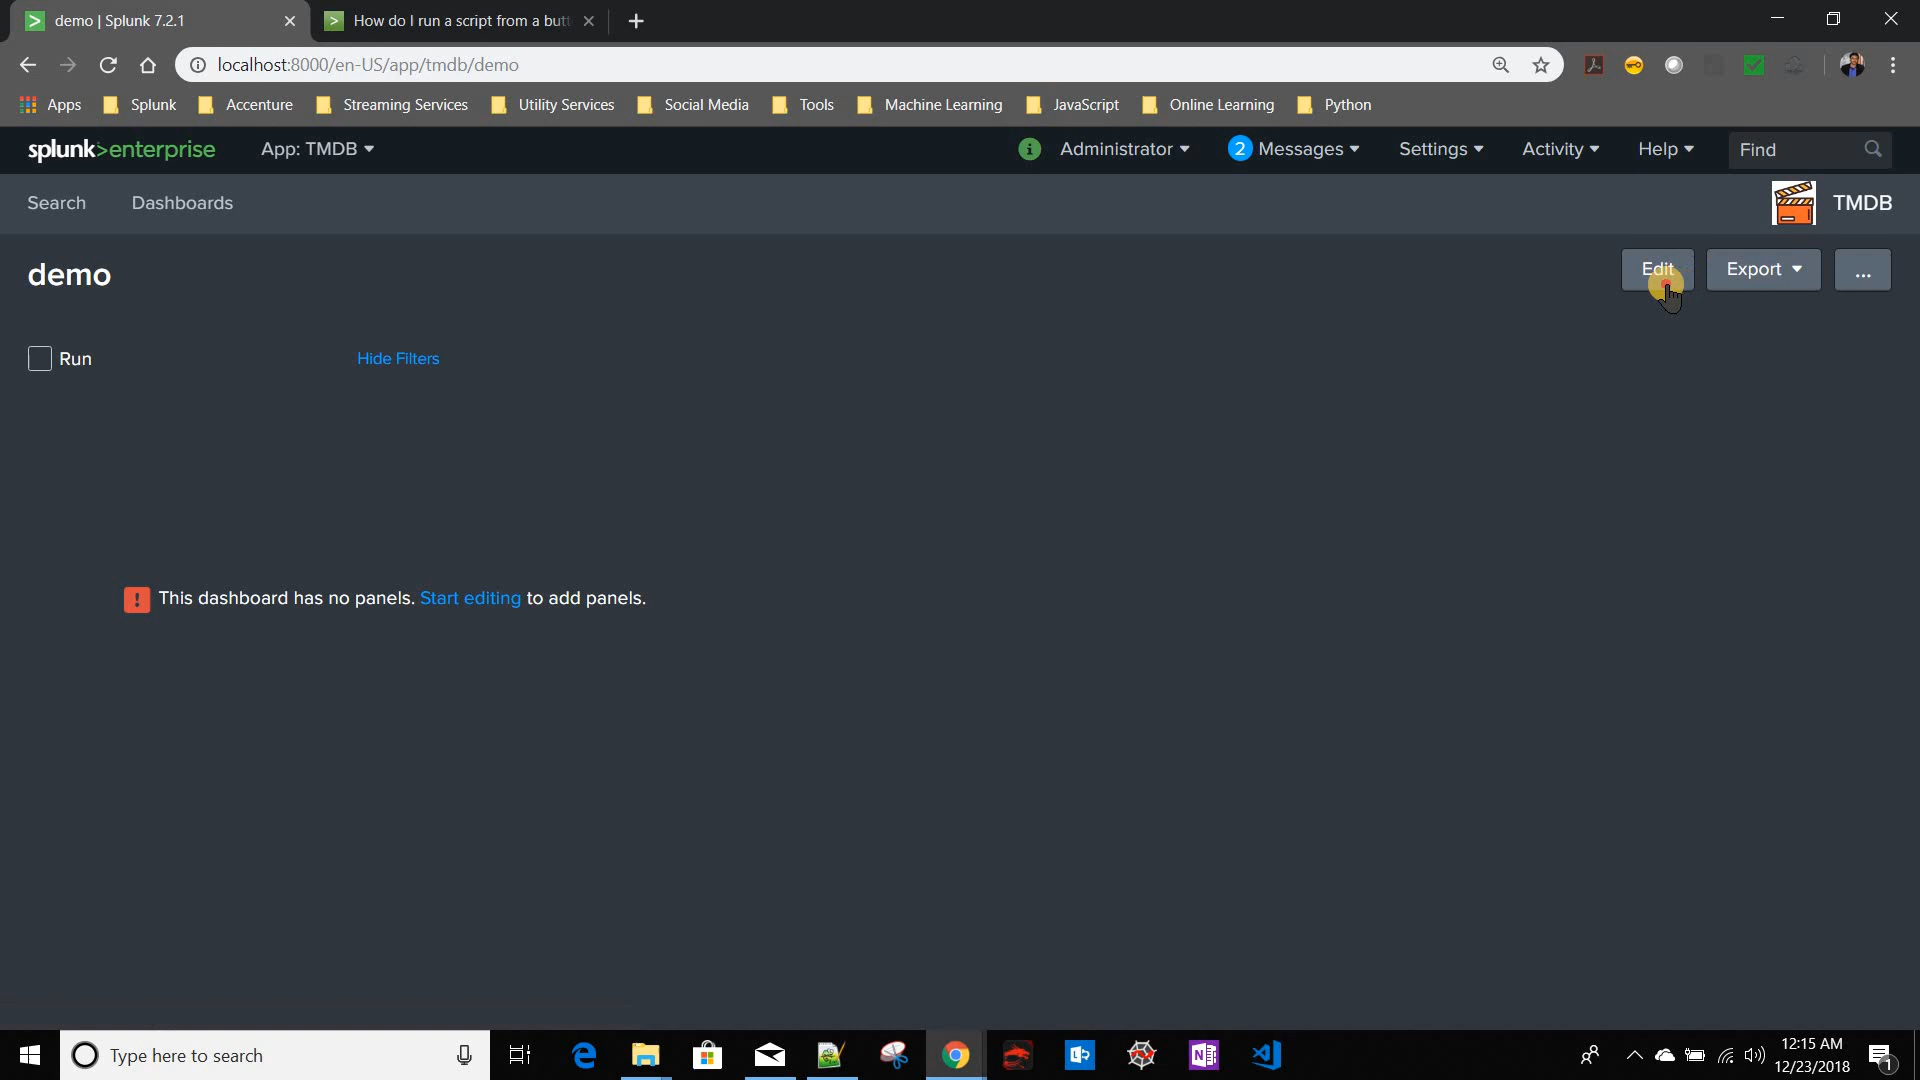 demo | Splunk 7.2.1
How do I run a script from a butt
localhost:8000/en-US/app/tmdb/demo
Apps Splunk Accenture Streaming Services Utility Services Social Media Tools Machine Learning JavaScript Online Learning Python
splunk>enterprise App: TMDB Administrator 2 Messages Settings Activity Help Find
Search Dashboards TMDB
demo Edit Export ...
Run Hide Filters
This dashboard has no panels. Start editing to add panels.
Type here to search
12:15 AM
12/23/2018
1